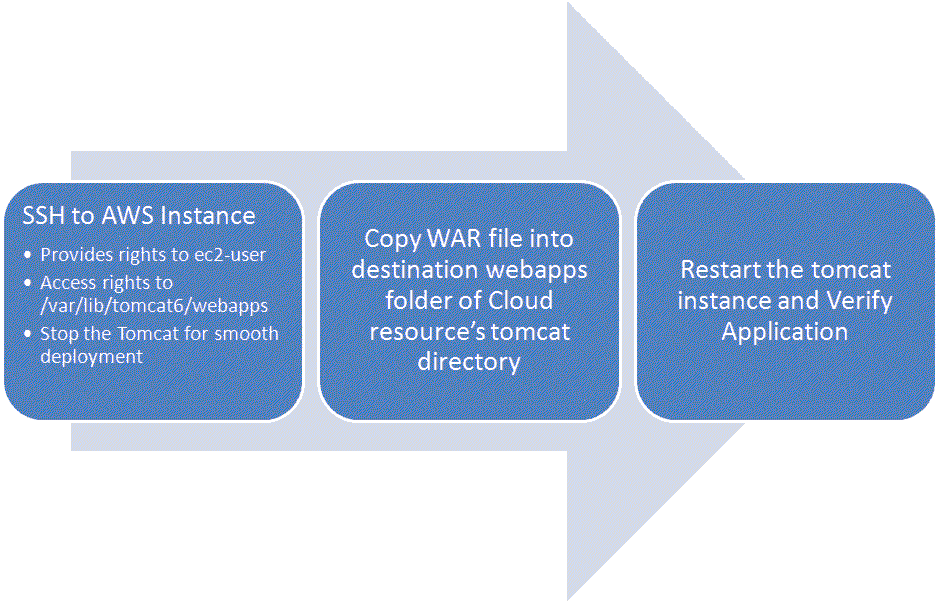 SSH to AWS Instance
• Provides rights to ec2-user
• Access rights to
/var/lib/tomcat6/webapps
• Stop the Tomcat for smooth
deployment
Copy WAR file into
destination webapps
folder of Cloud
resource's tomcat
directory
Restart the tomcat
instance and Verify
Application